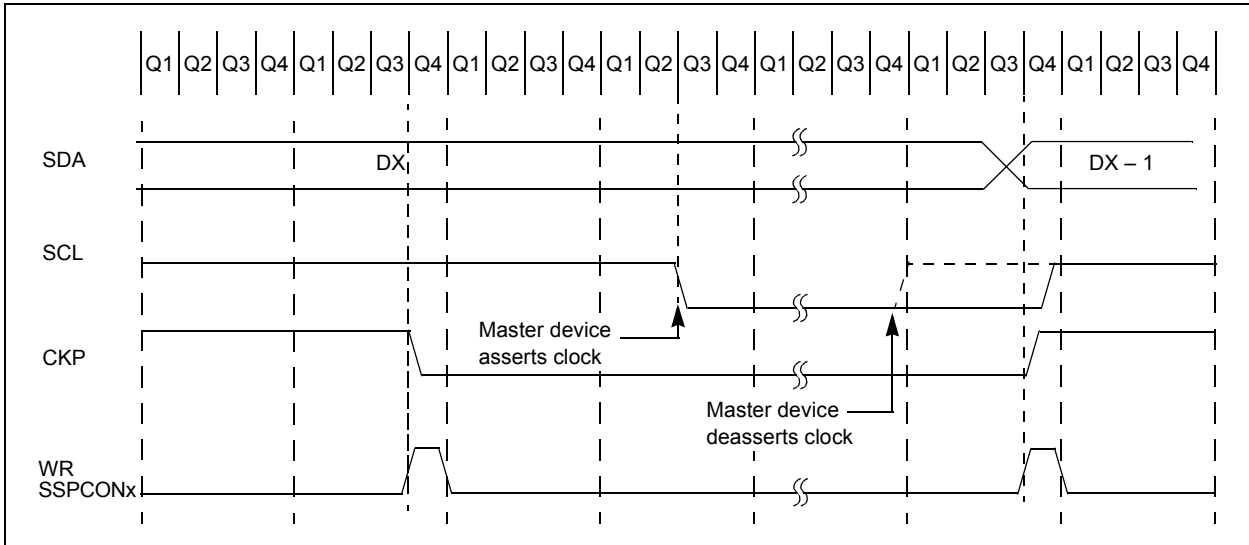 Q1 Q2 Q3 Q4 Q1 Q2 Q3 Q4 Q1 Q2 Q3 Q4 Q1 Q2 Q3 Q4 Q1 Q2 Q3 Q4 Q1 Q2 Q3 Q4 Q1 Q2 Q3 Q4
SDA
DX
DX – 1
SCL
Master device
asserts clock
CKP
Master device
deasserts clock
WR
SSPCONx